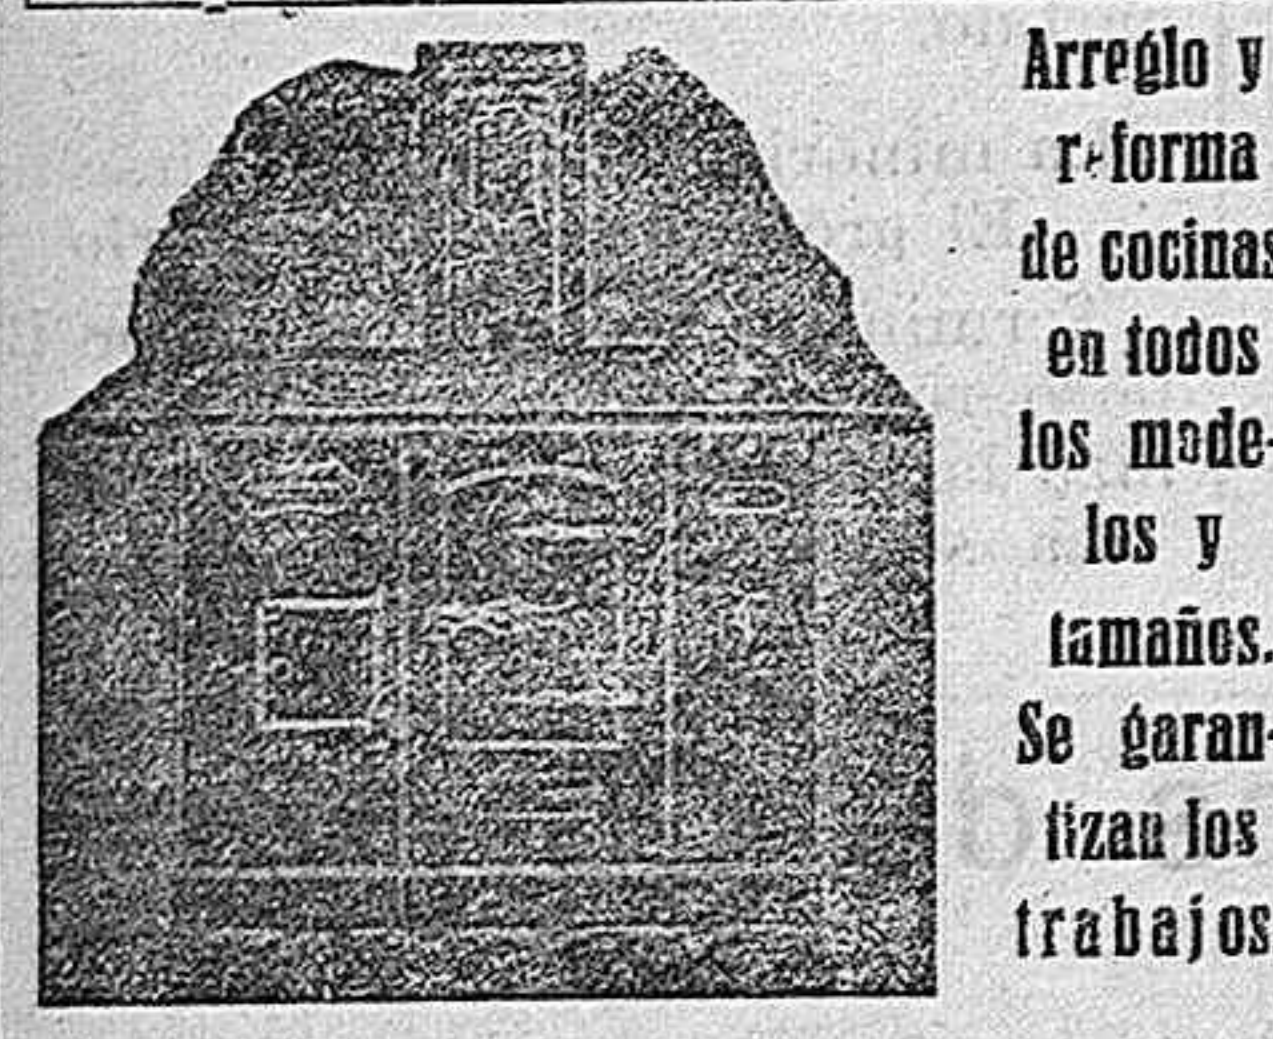 Arreglo y
reforma
de cocinas
en todos
los mode-
los y
tamaños.
Se garan-
tizan los
trabajos